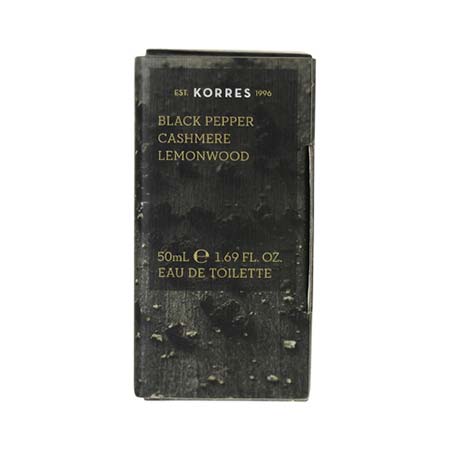 EST. KORRES 1996
BLACK PEPPER
CASHMERE
LEMONWOOD
50mL ℮ 1.69 FL. OZ.
EAU DE TOILETTE